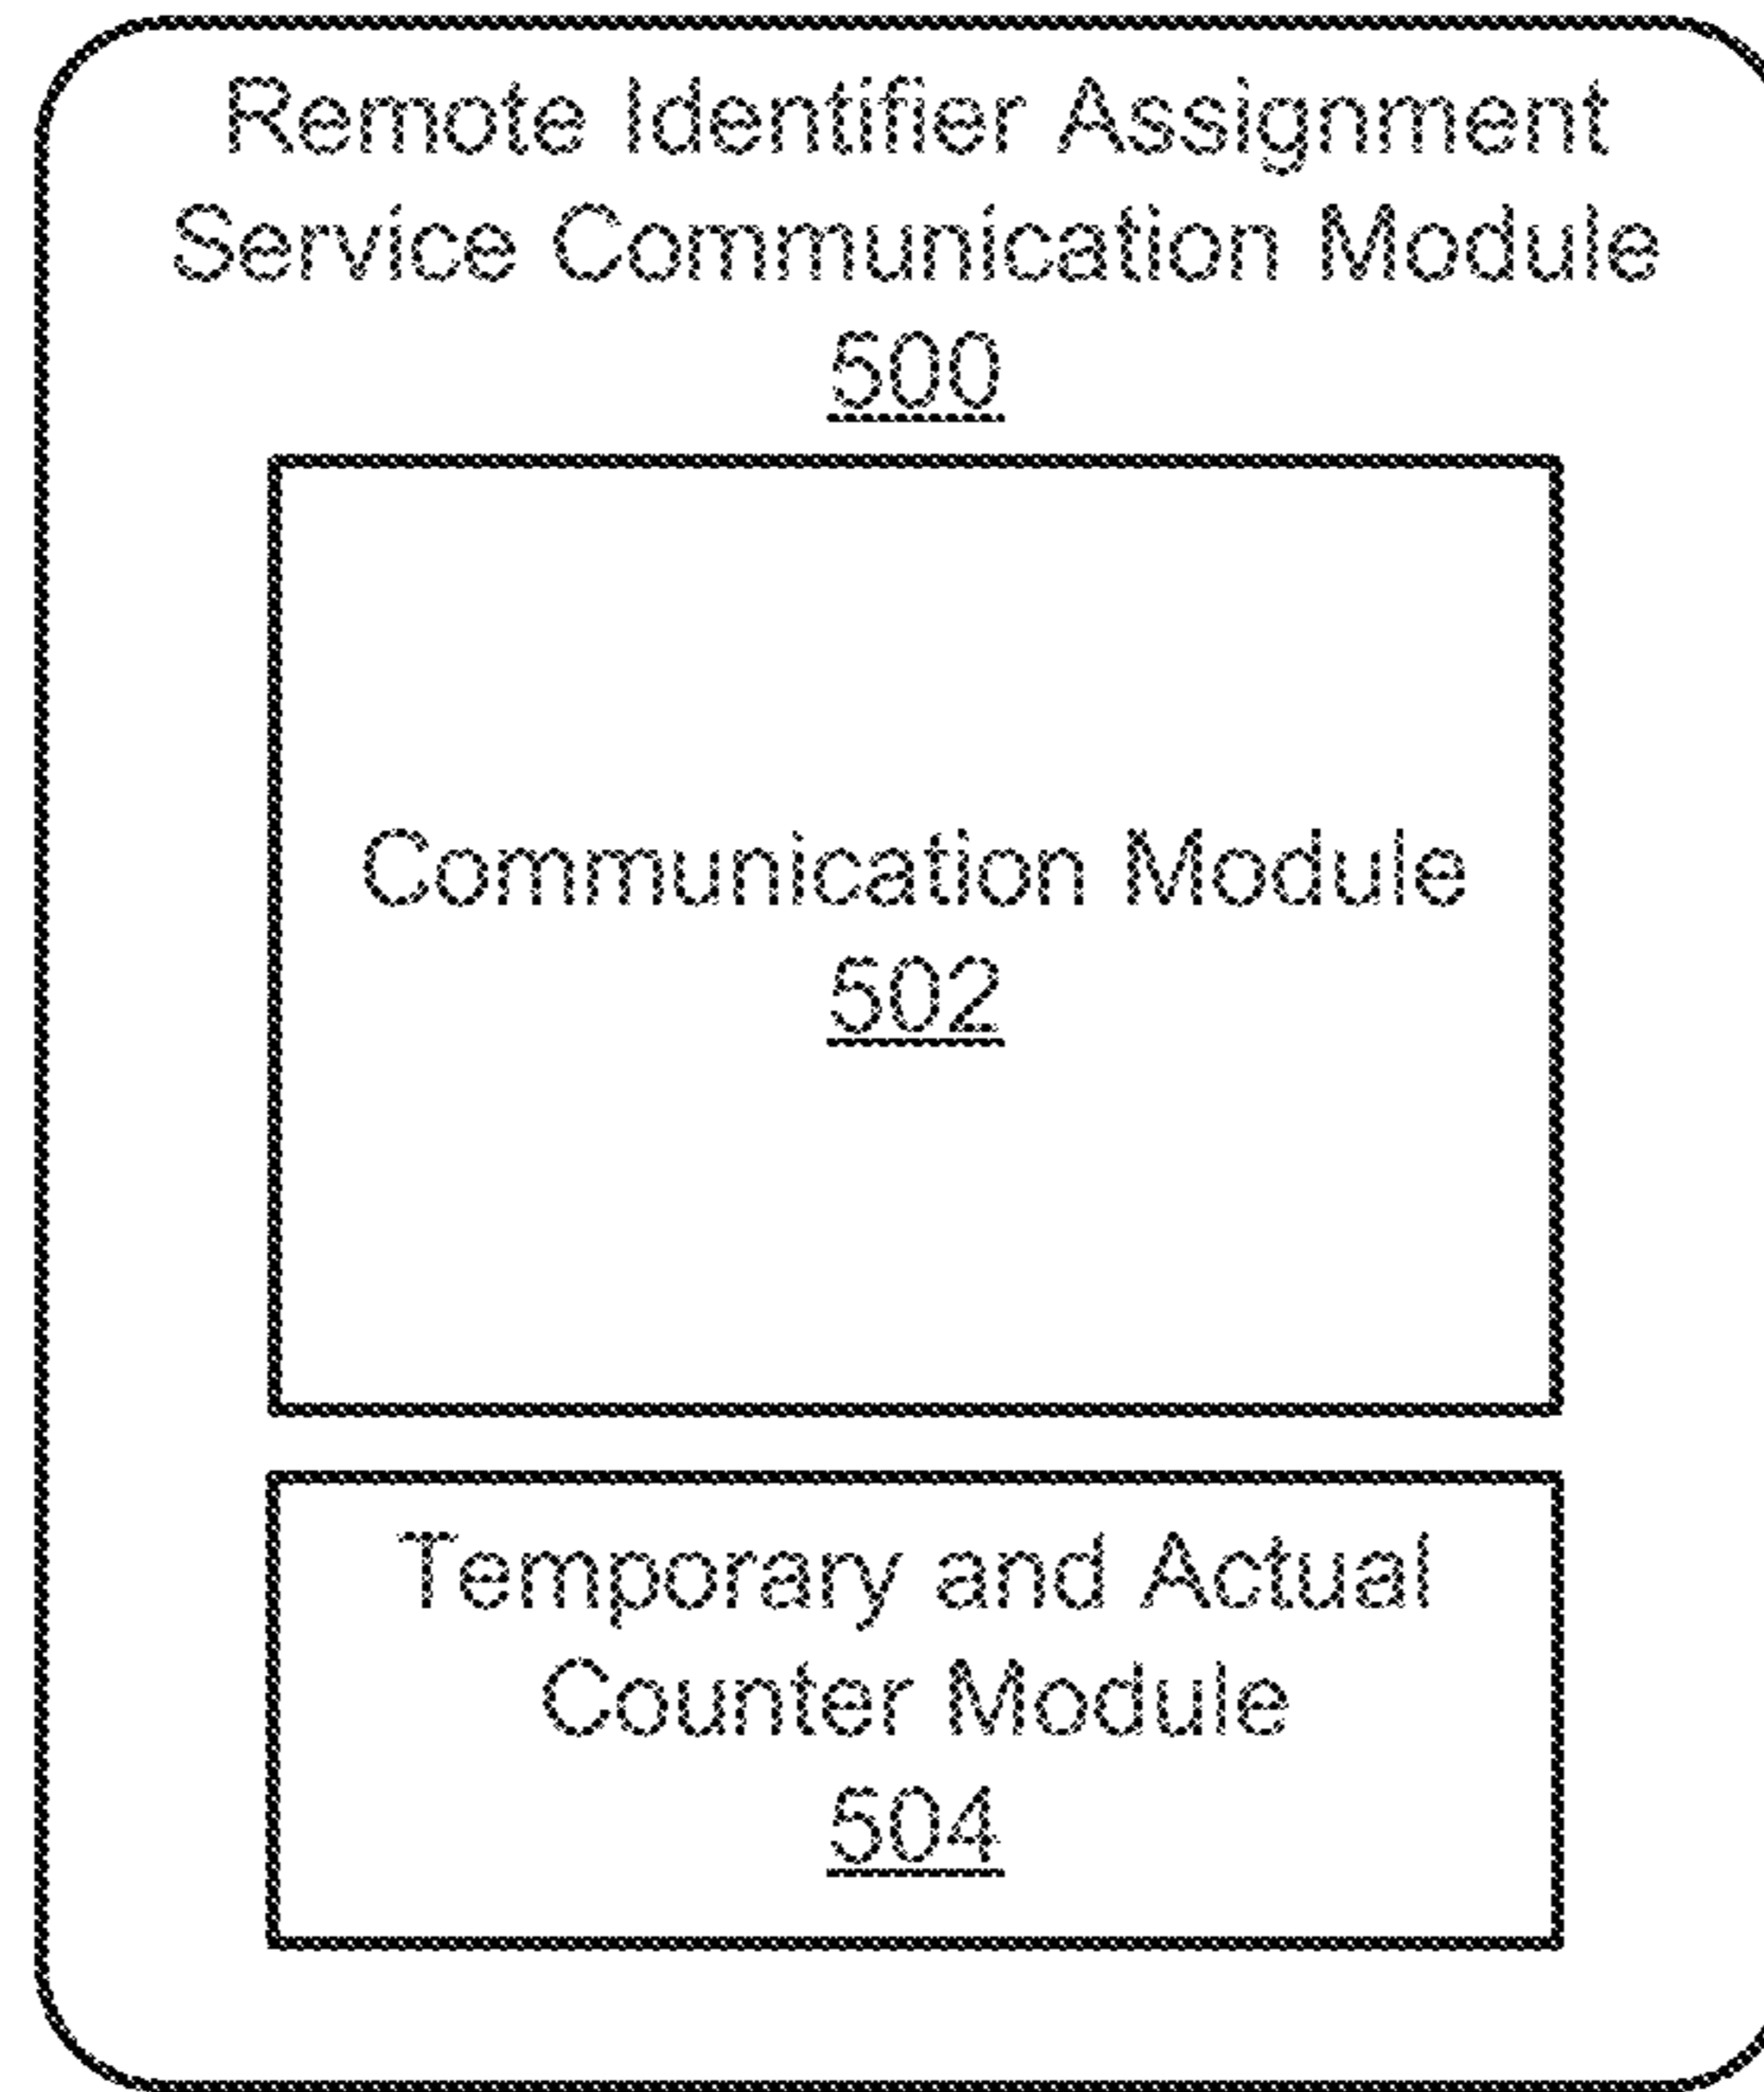 Remote Identifier Assignment
Service Communication Module
500
Communication Module
502
Temporary and Actual
Counter Module
504